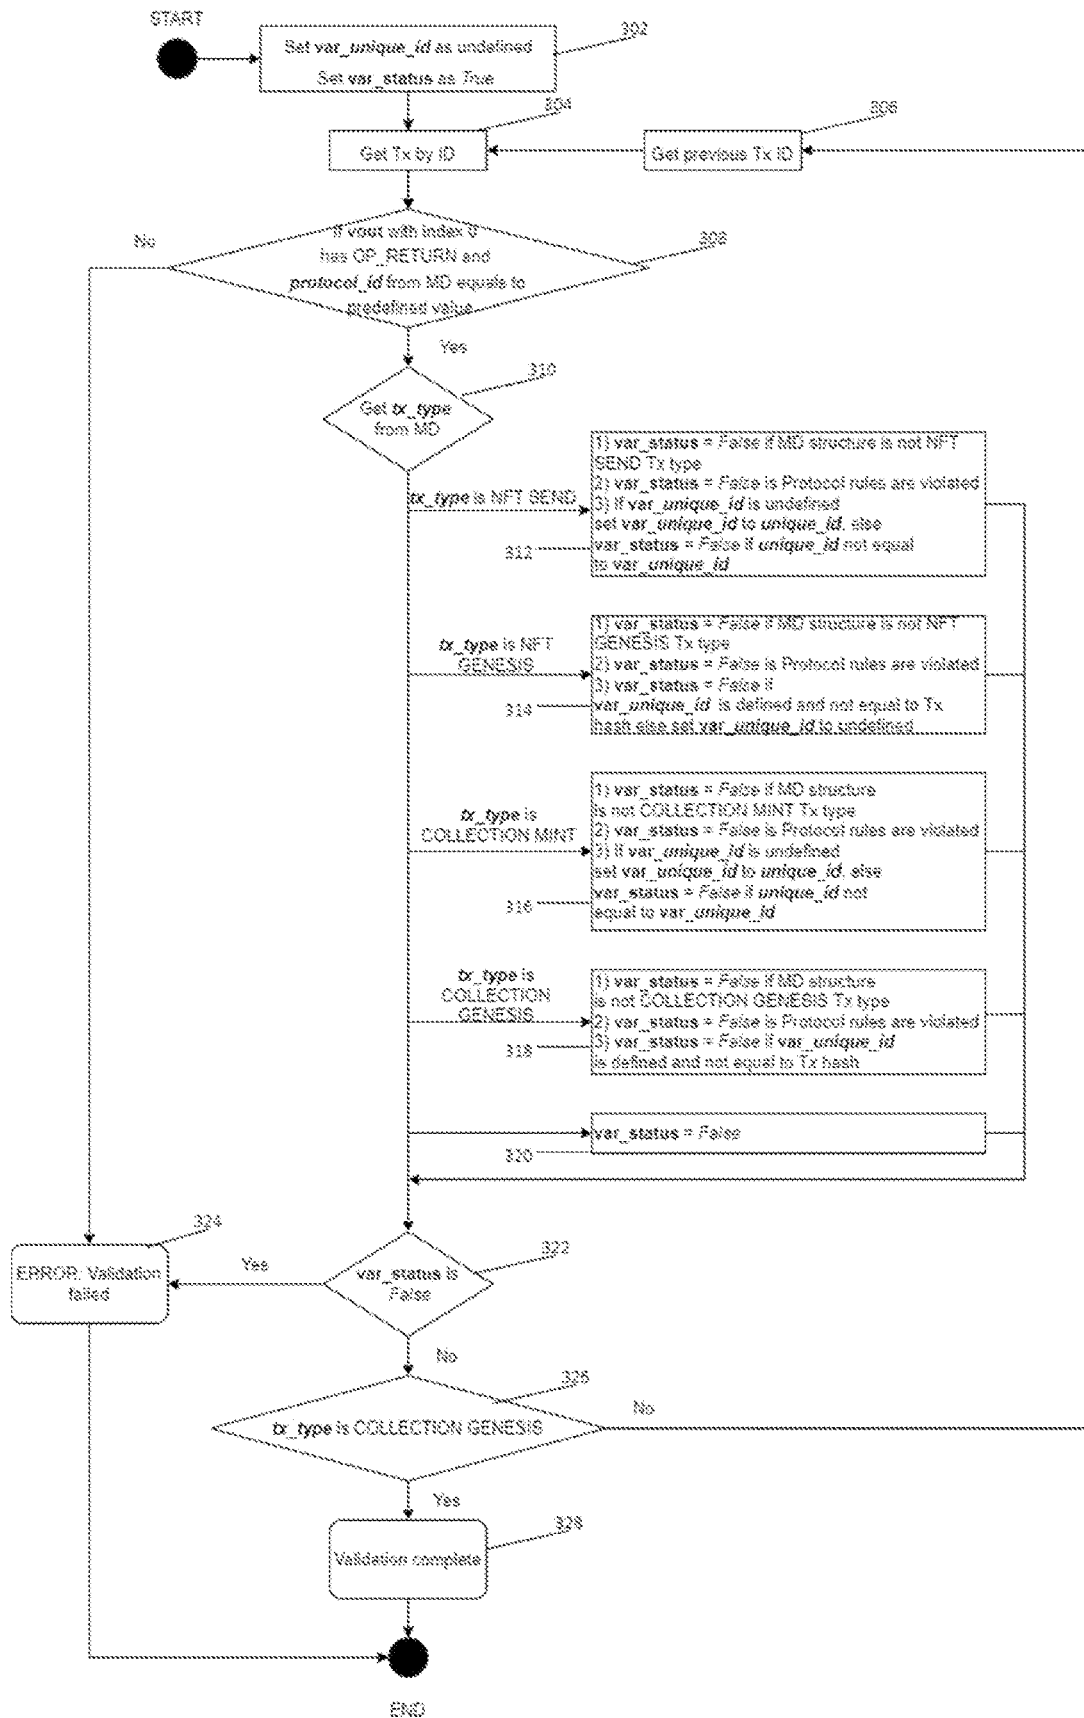 START
302
Set var_unique_id as undefined
Set var_status as True
304
306
Get Tx by ID
Get previous Tx ID
No
If vout with index 0
has OP_RETURN and
protocol_id from MD equals to
predefined value
308
Yes
310
Get tx_type
from MD
tx_type is NFT SEND
1) var_status = False if MD structure is not NFT
SEND Tx type
2) var_status = False is Protocol rules are violated
3) if var_unique_id is undefined
set var_unique_id to unique_id, else
var_status = False if unique_id not equal
to var_unique_id
312
tx_type is NFT
GENESIS
1) var_status = False if MD structure is not NFT
GENESIS Tx type
2) var_status = False is Protocol rules are violated
3) var_status = False if
var_unique_id is defined and not equal to Tx
hash else set var_unique_id to undefined
314
tx_type is
COLLECTION MINT
1) var_status = False if MD structure
is not COLLECTION MINT Tx type
2) var_status = False is Protocol rules are violated
3) if var_unique_id is undefined
set var_unique_id to unique_id, else
var_status = False if unique_id not
equal to var_unique_id
316
tx_type is
COLLECTION
GENESIS
1) var_status = False if MD structure
is not COLLECTION GENESIS Tx type
2) var_status = False is Protocol rules are violated
3) var_status = False if var_unique_id
is defined and not equal to Tx hash
318
var_status = False
320
324
ERROR: Validation
failed
Yes
var_status is
False
322
No
326
tx_type is COLLECTION GENESIS
No
Yes
328
Validation complete
END